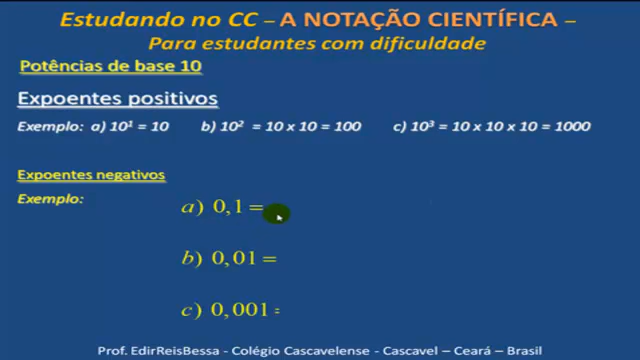 Estudando no CC – A NOTAÇÃO CIENTÍFICA –
Para estudantes com dificuldade
Potências de base 10
Expoentes positivos
Exemplo: a) 10¹ = 10 b) 10² = 10 x 10 = 100 c) 10³ = 10 x 10 x 10 = 1000
Expoentes negativos
Exemplo:
a) 0,1 =
b) 0,01 =
c) 0,001 =
Prof. EdirReisBessa - Colégio Cascavelense - Cascavel – Ceará – Brasil